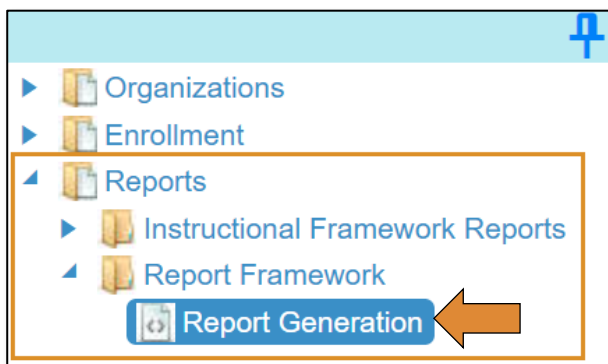 Organizations
Enrollment
Reports
Instructional Framework Reports
Report Framework
Report Generation